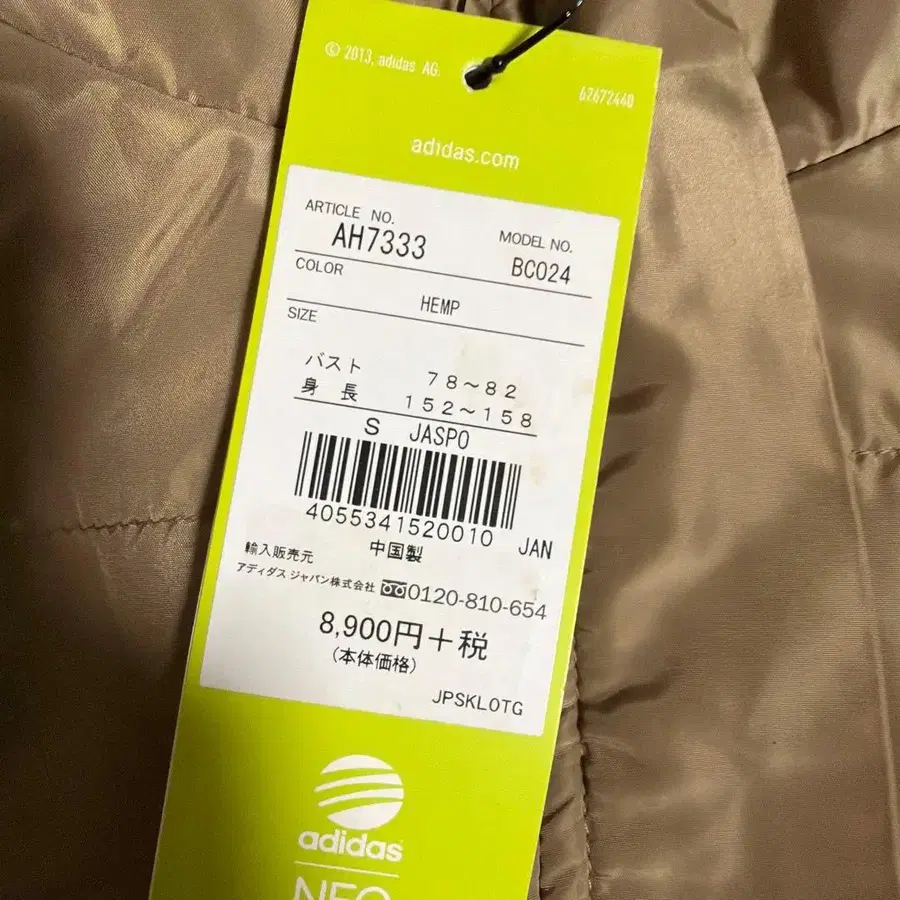 © 2013, adidas AG.
62672440
adidas.com
ARTICLE NO.
AH7333
MODEL NO.
BC024
COLOR
HEMP
SIZE
バスト 78～82
身長 152～158
S JASPO
4055341520010 JAN
中国製
輸入販売元
アディダス ジャパン株式会社 0120-810-654
8,900円＋税
(本体価格)
JPSKLOTG
adidas
NEO